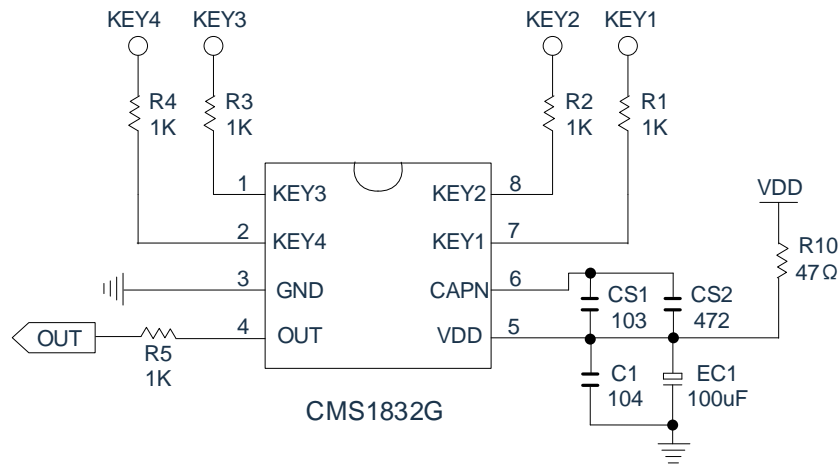 KEY4 KEY3 KEY2 KEY1
R4 1K
R3 1K
R2 1K
R1 1K
1 KEY3 KEY2 8
VDD
2 KEY4 KEY1 7
R10 47Ω
3 GND CAPN 6
CS1 103
CS2 472
OUT
R5 1K
4 OUT VDD 5
C1 104
EC1 100uF
CMS1832G